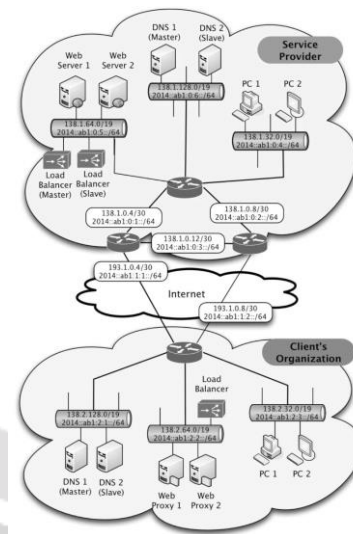 DNS 1
(Master)
DNS 2
(Slave)
Service
Provider
Web
Server 1
Web
Server 2
PC 1
PC 2
138.1.128.0/19
2014::ab1:0:6::/64
138.1.64.0/19
2014::ab1:0:5::/64
138.1.32.0/19
2014::ab1:0:4::/64
Load
Balancer
(Master)
Load
Balancer
(Slave)
138.1.0.4/30
2014::ab1:0:1::/64
138.1.0.8/30
2014::ab1:0:2::/64
138.1.0.12/30
2014::ab1:0:3::/64
193.1.0.4/30
2014::ab1:1:1::/64
Internet
193.1.0.8/30
2014::ab1:1:2::/64
Client's
Organization
Load
Balancer
138.2.128.0/19
2014::ab1:2:1::/64
138.2.64.0/19
2014::ab1:2:2::/64
138.2.32.0/19
2014::ab1:2:3::/64
DNS 1
(Master)
DNS 2
(Slave)
Web
Proxy 1
Web
Proxy 2
PC 1
PC 2